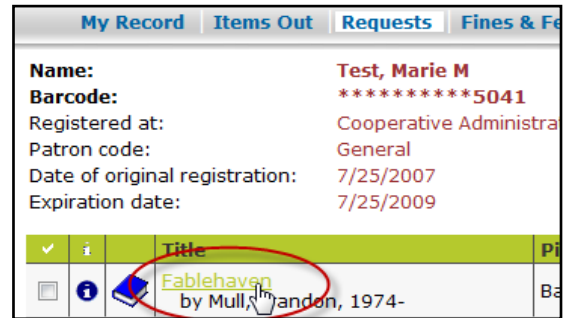 My Record Items Out Requests Fines & Fe
Name: Test, Marie M
Barcode: **********5041
Registered at: Cooperative Administra
Patron code: General
Date of original registration: 7/25/2007
Expiration date: 7/25/2009
i Title Pi
Fablehaven
by Mull, Brandon, 1974- Ba